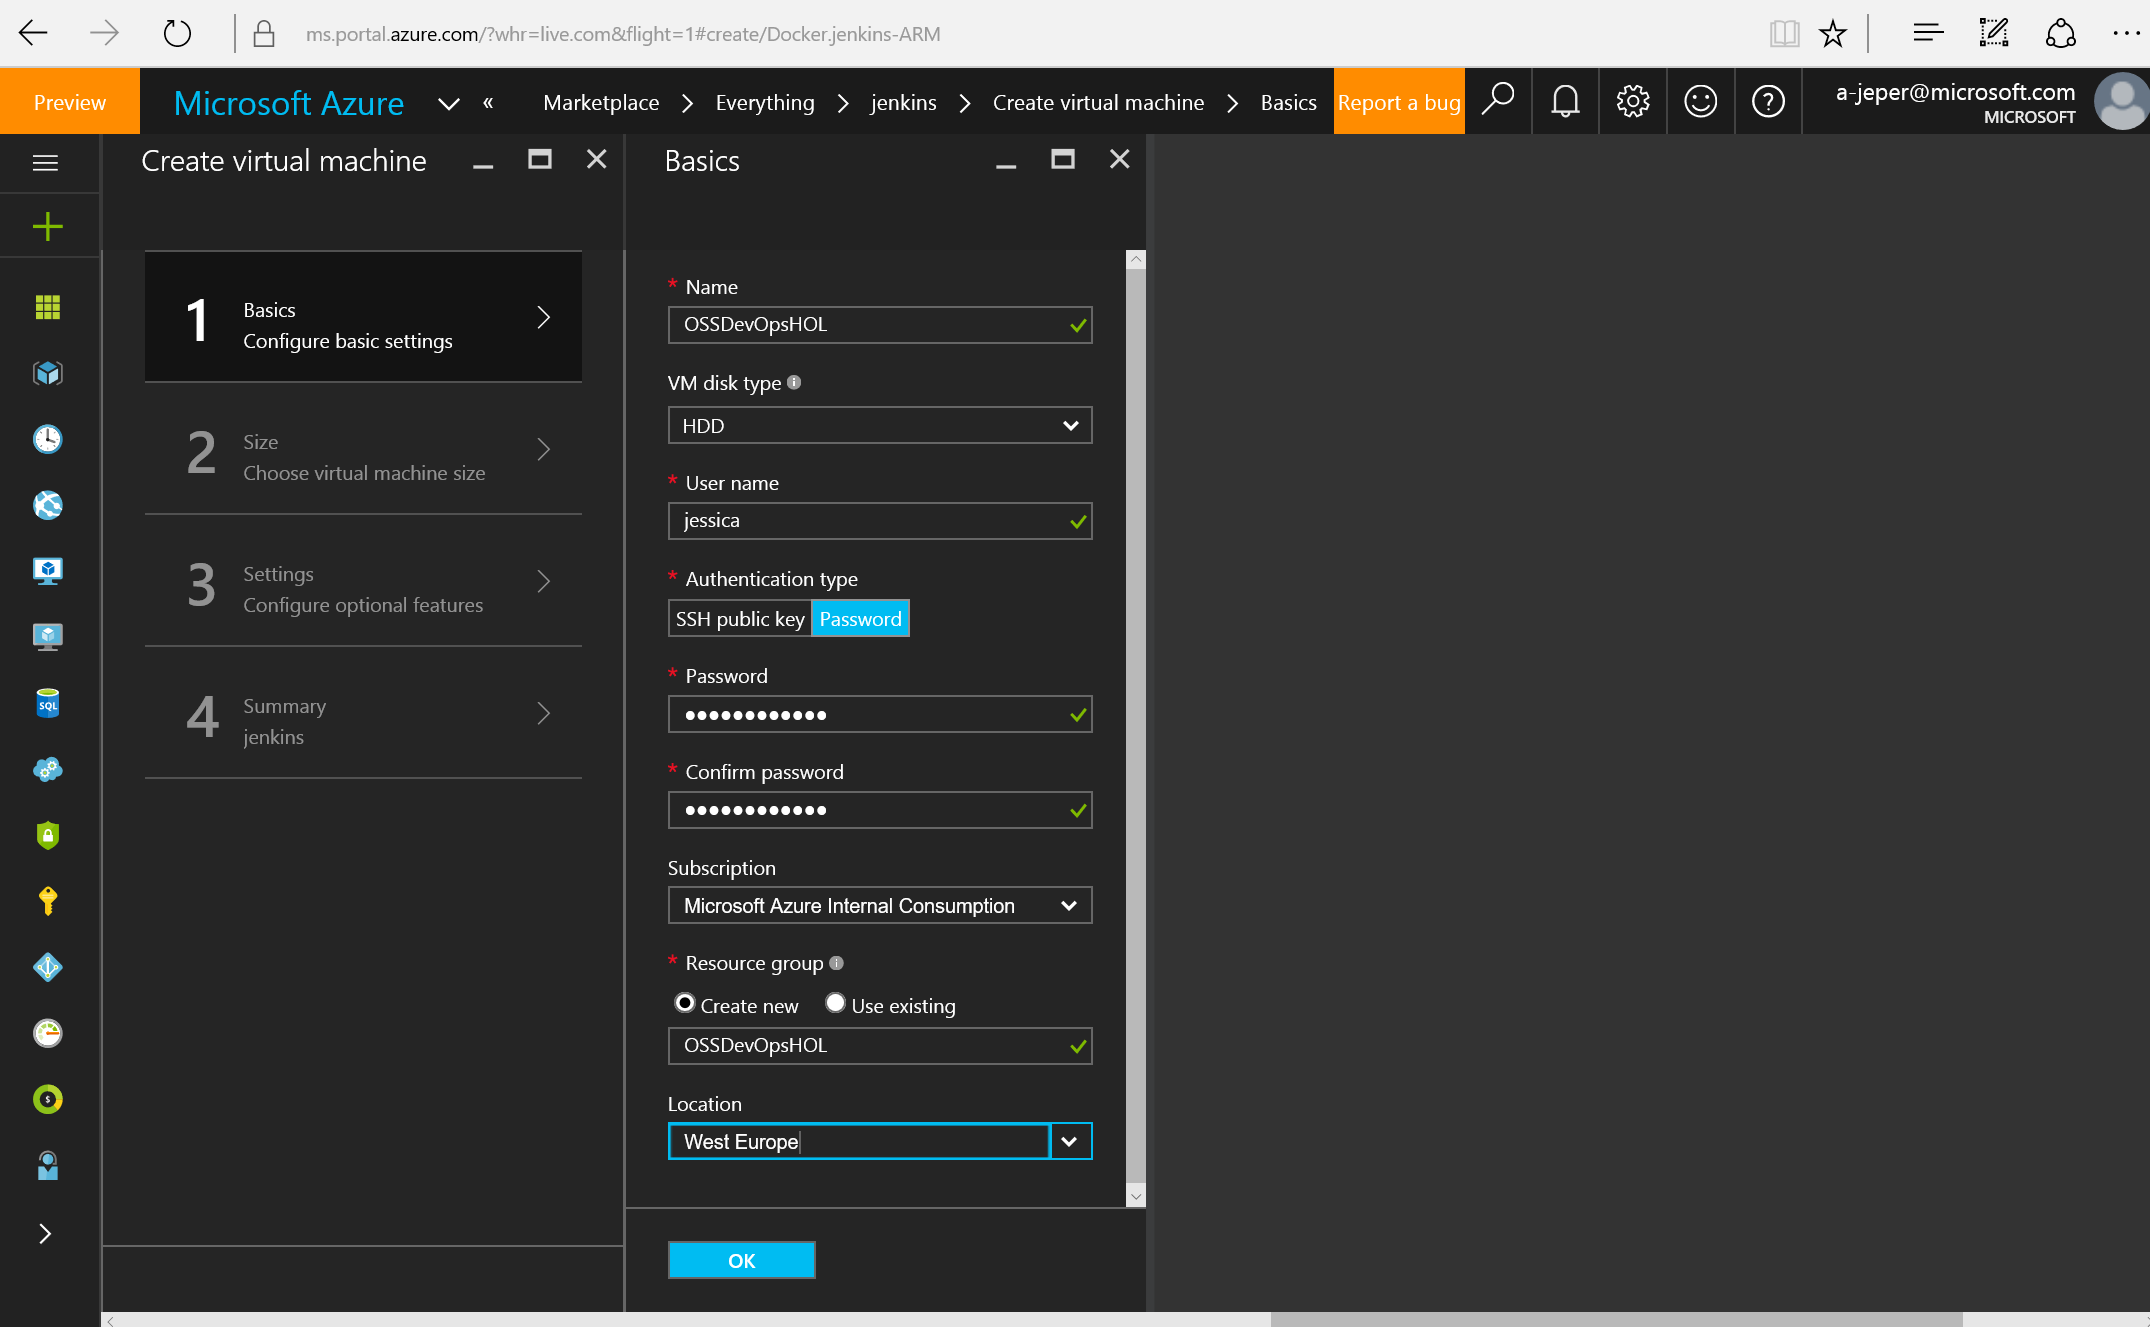 ms.portal.azure.com/?whr=live.com&flight=1#create/Docker.jenkins-ARM
Preview
Microsoft Azure
«
Marketplace > Everything > jenkins > Create virtual machine > Basics
Report a bug
a-jeper@microsoft.com
MICROSOFT
Create virtual machine
1
Basics
Configure basic settings
2
Size
Choose virtual machine size
3
Settings
Configure optional features
4
Summary
jenkins
SQL
$
Basics
* Name
OSSDevOpsHOL
VM disk type
HDD
* User name
jessica
* Authentication type
SSH public key Password
* Password
●●●●●●●●●●●●
* Confirm password
●●●●●●●●●●●●
Subscription
Microsoft Azure Internal Consumption
* Resource group
Create new Use existing
OSSDevOpsHOL
Location
West Europe
OK